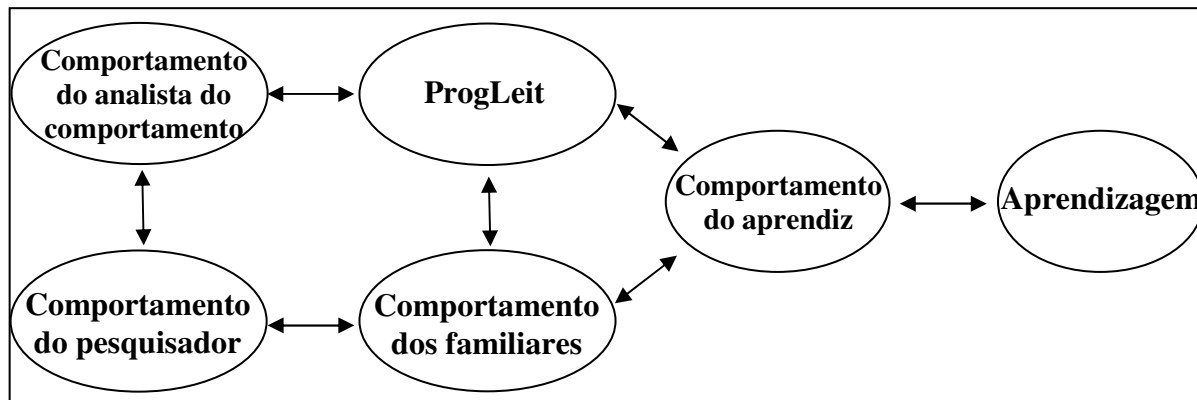 Comportamento
do analista do
comportamento
ProgLeit
Comportamento
do aprendiz
Aprendizagem
Comportamento
do pesquisador
Comportamento
dos familiares